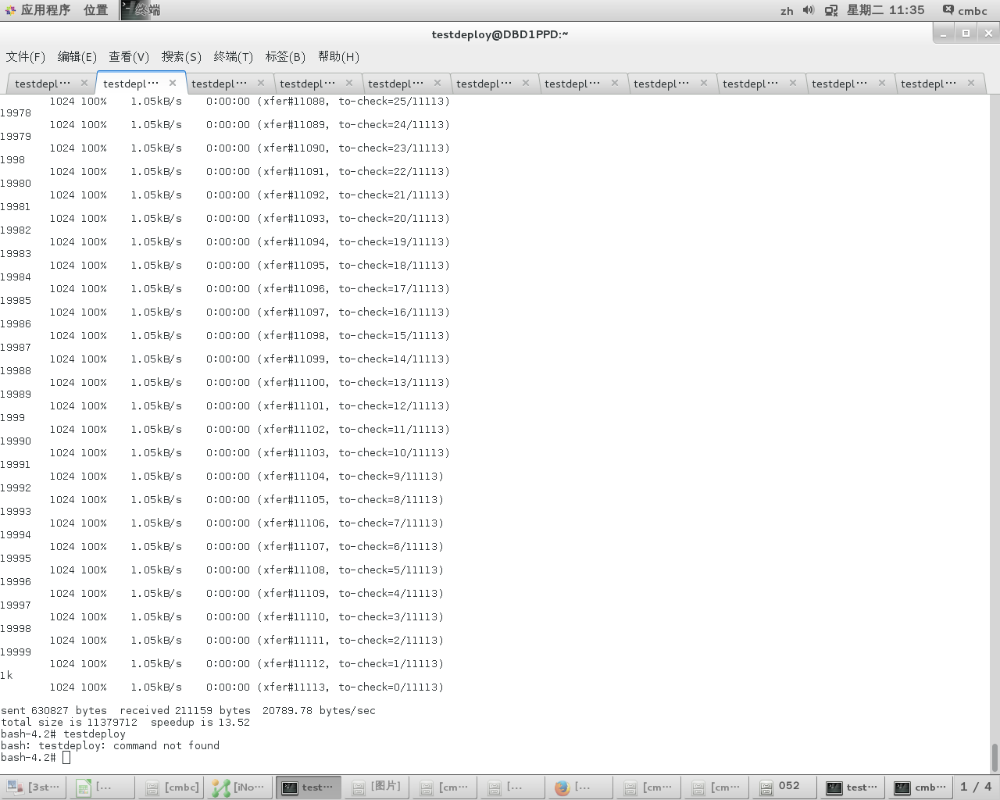 应用程序 位置 终端 zh 星期二 11:35 cmbc
testdeploy@DBD1PPD:~
文件(F) 编辑(E) 查看(V) 搜索(S) 终端(T) 标签(B) 帮助(H)
testdepl··· testdepl··· testdepl··· testdepl··· testdepl··· testdepl··· testdepl··· testdepl··· testdepl··· testdepl··· testdepl···
1024 100% 1.05kB/s 0:00:00 (xfer#11088, to-check=25/11113)
19978
1024 100% 1.05kB/s 0:00:00 (xfer#11089, to-check=24/11113)
19979
1024 100% 1.05kB/s 0:00:00 (xfer#11090, to-check=23/11113)
1998
1024 100% 1.05kB/s 0:00:00 (xfer#11091, to-check=22/11113)
19980
1024 100% 1.05kB/s 0:00:00 (xfer#11092, to-check=21/11113)
19981
1024 100% 1.05kB/s 0:00:00 (xfer#11093, to-check=20/11113)
19982
1024 100% 1.05kB/s 0:00:00 (xfer#11094, to-check=19/11113)
19983
1024 100% 1.05kB/s 0:00:00 (xfer#11095, to-check=18/11113)
19984
1024 100% 1.05kB/s 0:00:00 (xfer#11096, to-check=17/11113)
19985
1024 100% 1.05kB/s 0:00:00 (xfer#11097, to-check=16/11113)
19986
1024 100% 1.05kB/s 0:00:00 (xfer#11098, to-check=15/11113)
19987
1024 100% 1.05kB/s 0:00:00 (xfer#11099, to-check=14/11113)
19988
1024 100% 1.05kB/s 0:00:00 (xfer#11100, to-check=13/11113)
19989
1024 100% 1.05kB/s 0:00:00 (xfer#11101, to-check=12/11113)
1999
1024 100% 1.05kB/s 0:00:00 (xfer#11102, to-check=11/11113)
19990
1024 100% 1.05kB/s 0:00:00 (xfer#11103, to-check=10/11113)
19991
1024 100% 1.05kB/s 0:00:00 (xfer#11104, to-check=9/11113)
19992
1024 100% 1.05kB/s 0:00:00 (xfer#11105, to-check=8/11113)
19993
1024 100% 1.05kB/s 0:00:00 (xfer#11106, to-check=7/11113)
19994
1024 100% 1.05kB/s 0:00:00 (xfer#11107, to-check=6/11113)
19995
1024 100% 1.05kB/s 0:00:00 (xfer#11108, to-check=5/11113)
19996
1024 100% 1.05kB/s 0:00:00 (xfer#11109, to-check=4/11113)
19997
1024 100% 1.05kB/s 0:00:00 (xfer#11110, to-check=3/11113)
19998
1024 100% 1.05kB/s 0:00:00 (xfer#11111, to-check=2/11113)
19999
1024 100% 1.05kB/s 0:00:00 (xfer#11112, to-check=1/11113)
1k
1024 100% 1.05kB/s 0:00:00 (xfer#11113, to-check=0/11113)
sent 630827 bytes received 211159 bytes 20789.78 bytes/sec
total size is 11379712 speedup is 13.52
bash-4.2# testdeploy
bash: testdeploy: command not found
bash-4.2#
[3st··· [··· [cmbc] [iNo··· test··· [图片] [cm··· [··· [··· [cm··· [cm··· 052 test··· cmb··· 1 / 4